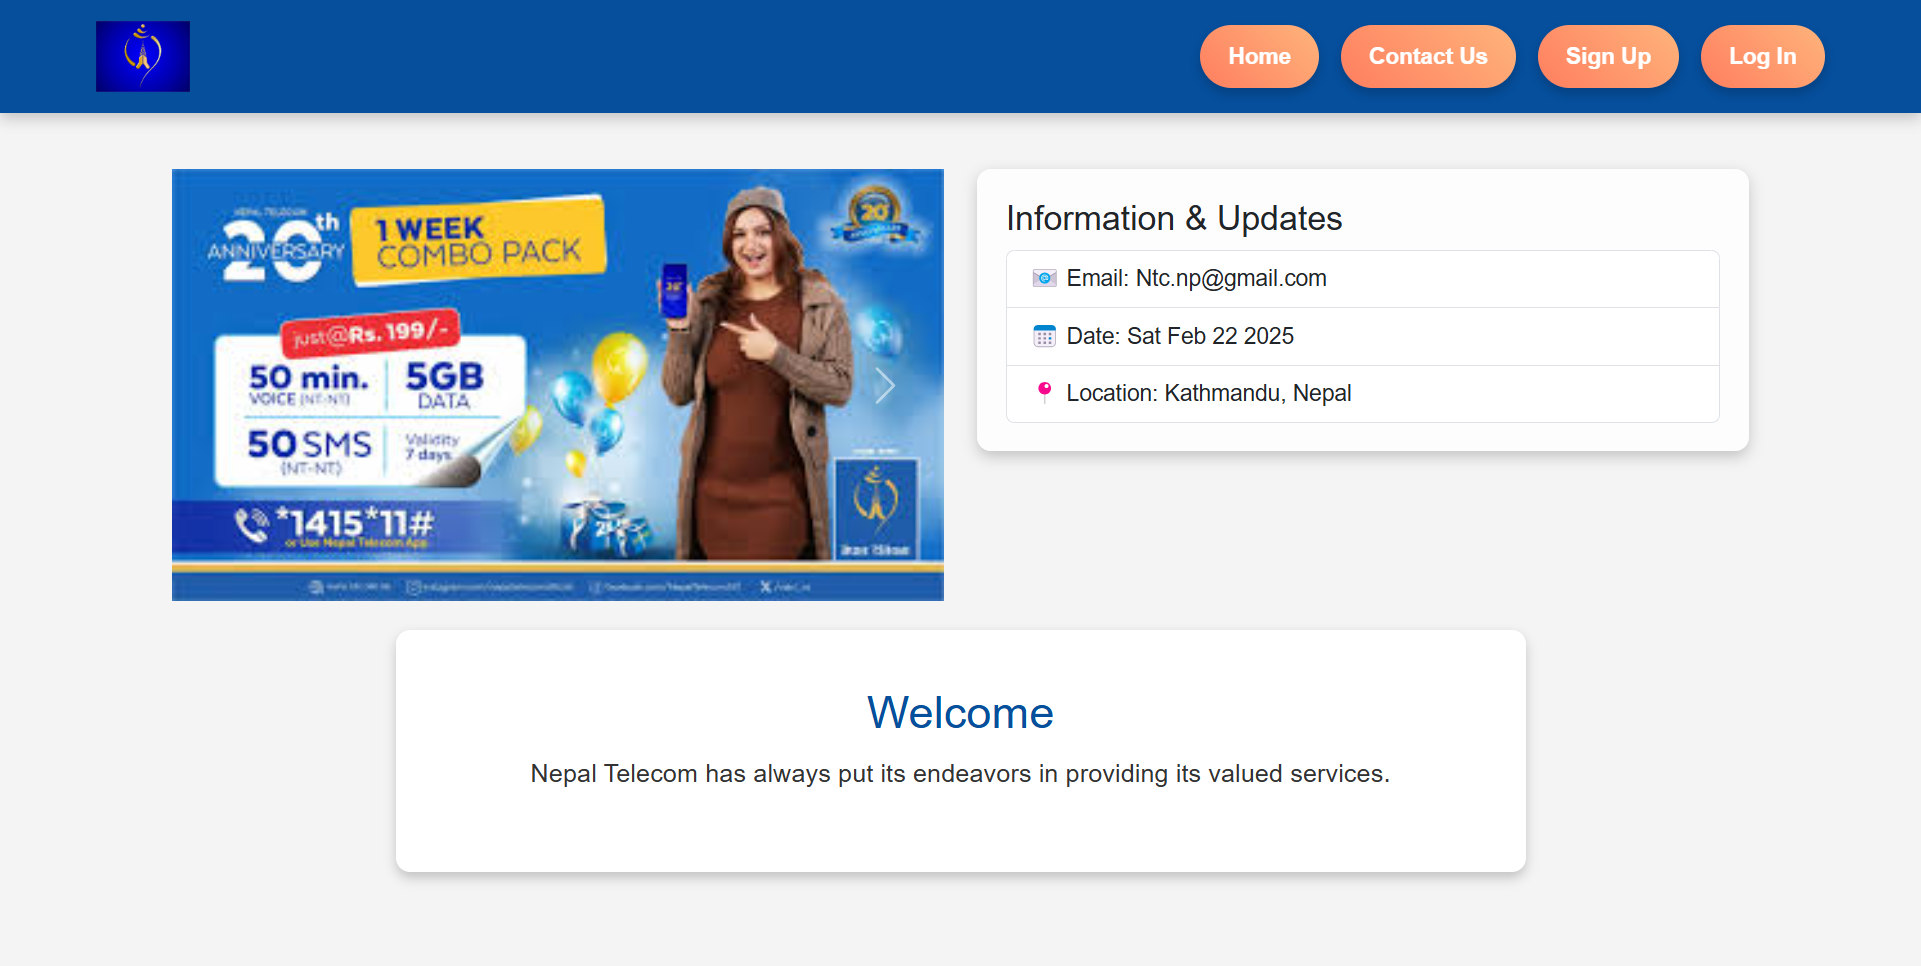 Home
Contact Us
Sign Up
Log In
NEPAL TELECOM
20th
ANNIVERSARY
1 WEEK
COMBO PACK
20
just@Rs. 199/-
50 min.
VOICE (NT-NT)
5GB
DATA
50 SMS
(NT-NT)
Validity
7 days
*1415*11#
or Use Nepal Telecom App
Information & Updates
Email: Ntc.np@gmail.com
Date: Sat Feb 22 2025
Location: Kathmandu, Nepal
Welcome
Nepal Telecom has always put its endeavors in providing its valued services.